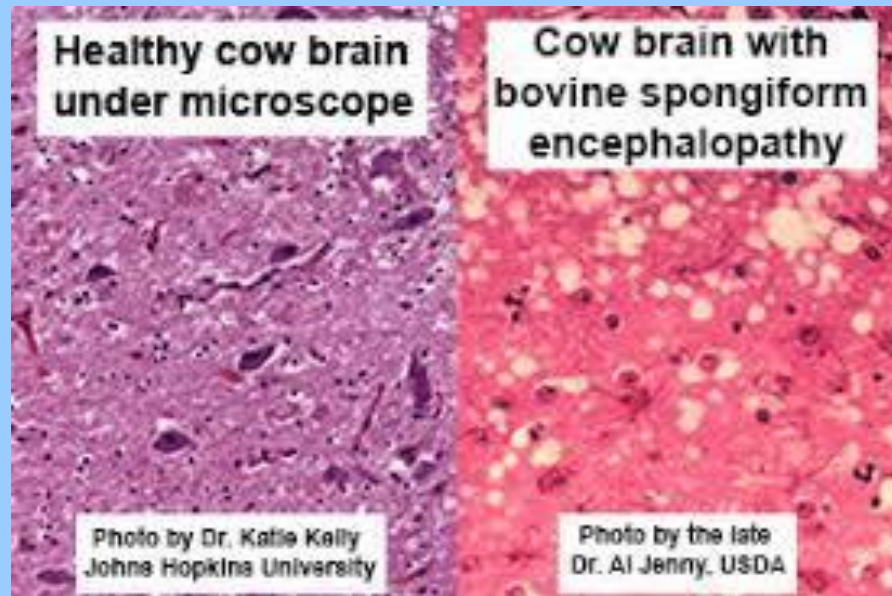 Healthy cow brain
under microscope
Cow brain with
bovine spongiform
encephalopathy
Photo by Dr. Katie Kelly
Johns Hopkins University
Photo by the late
Dr. Al Jenny, USDA